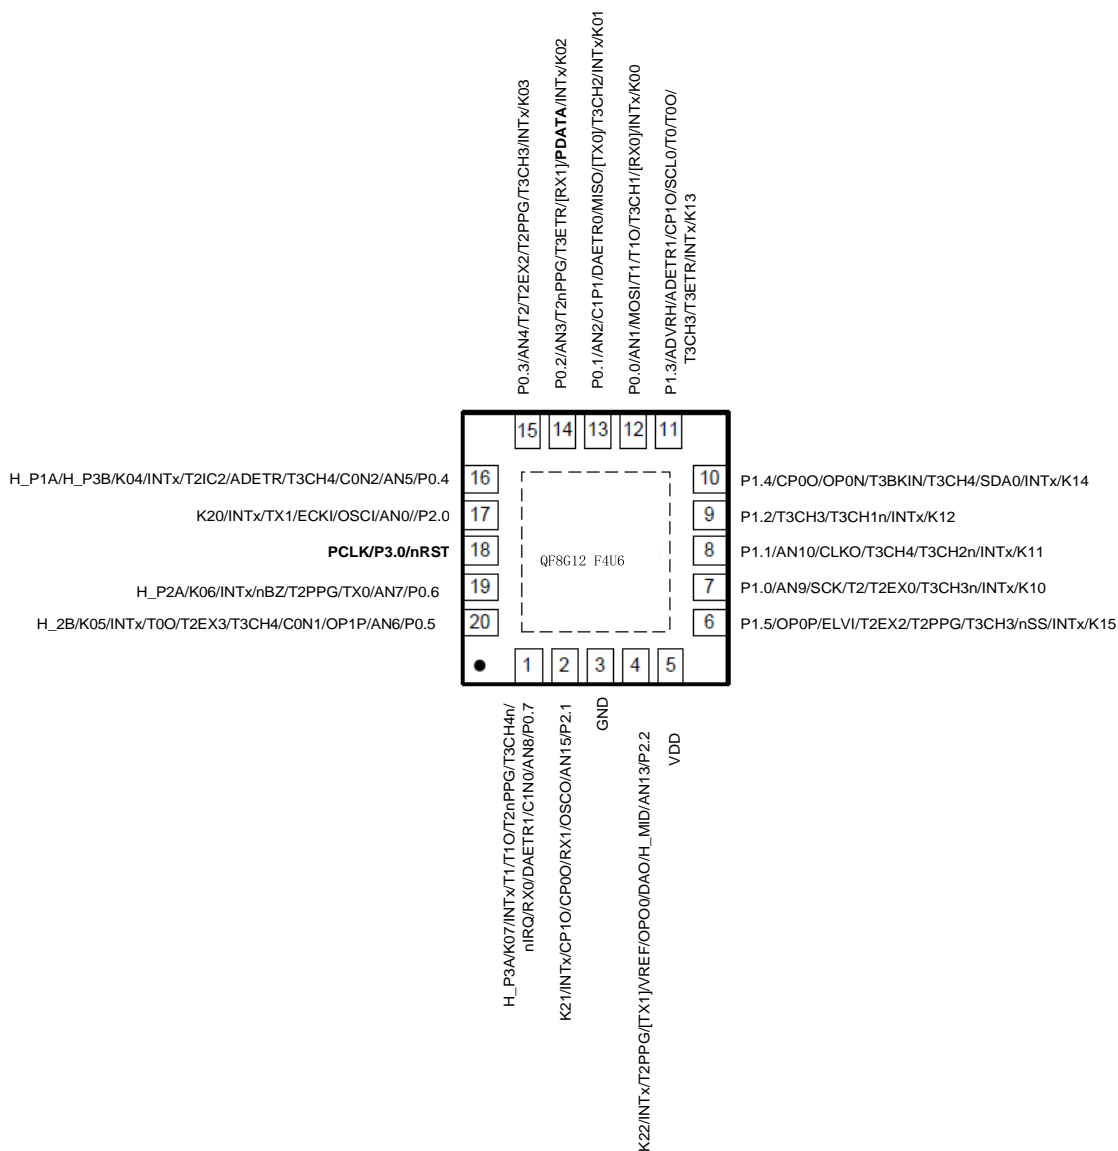 P0.3/AN4/T2/T2EX2/T2PPG/T3CH3/INTx/K03
P0.2/AN3/T2nPPG/T3ETR/[RX1]/PDATA/INTx/K02
P0.1/AN2/C1P1/DAETR0/MISO/[TX0]/T3CH2/INTx/K01
P0.0/AN1/MOSI/T1/T1O/T3CH1/[RX0]/INTx/K00
P1.3/ADVRH/ADETR1/CP1O/SCL0/T0/T0O/
T3CH3/T3ETR/INTx/K13
15 14 13 12 11
H_P1A/H_P3B/K04/INTx/T2IC2/ADETR/T3CH4/C0N2/AN5/P0.4 16
10 P1.4/CP0O/OP0N/T3BKIN/T3CH4/SDA0/INTx/K14
K20/INTx/TX1/ECKI/OSCI/AN0//P2.0 17
9 P1.2/T3CH3/T3CH1n/INTx/K12
PCLK/P3.0/nRST 18
QF8G12 F4U6
8 P1.1/AN10/CLKO/T3CH4/T3CH2n/INTx/K11
H_P2A/K06/INTx/nBZ/T2PPG/TX0/AN7/P0.6 19
7 P1.0/AN9/SCK/T2/T2EX0/T3CH3n/INTx/K10
H_2B/K05/INTx/T0O/T2EX3/T3CH4/C0N1/OP1P/AN6/P0.5 20
6 P1.5/OP0P/ELVI/T2EX2/T2PPG/T3CH3/nSS/INTx/K15
1 2 3 4 5
H_P3A/K07/INTx/T1/T1O/T2nPPG/T3CH4n/
nIRQ/RX0/DAETR1/C1N0/AN8/P0.7
K21/INTx/CP1O/CP0O/RX1/OSCO/AN15/P2.1
GND
K22/INTx/T2PPG/[TX1]/VREF/OPO0/DAO/H_MID/AN13/P2.2
VDD